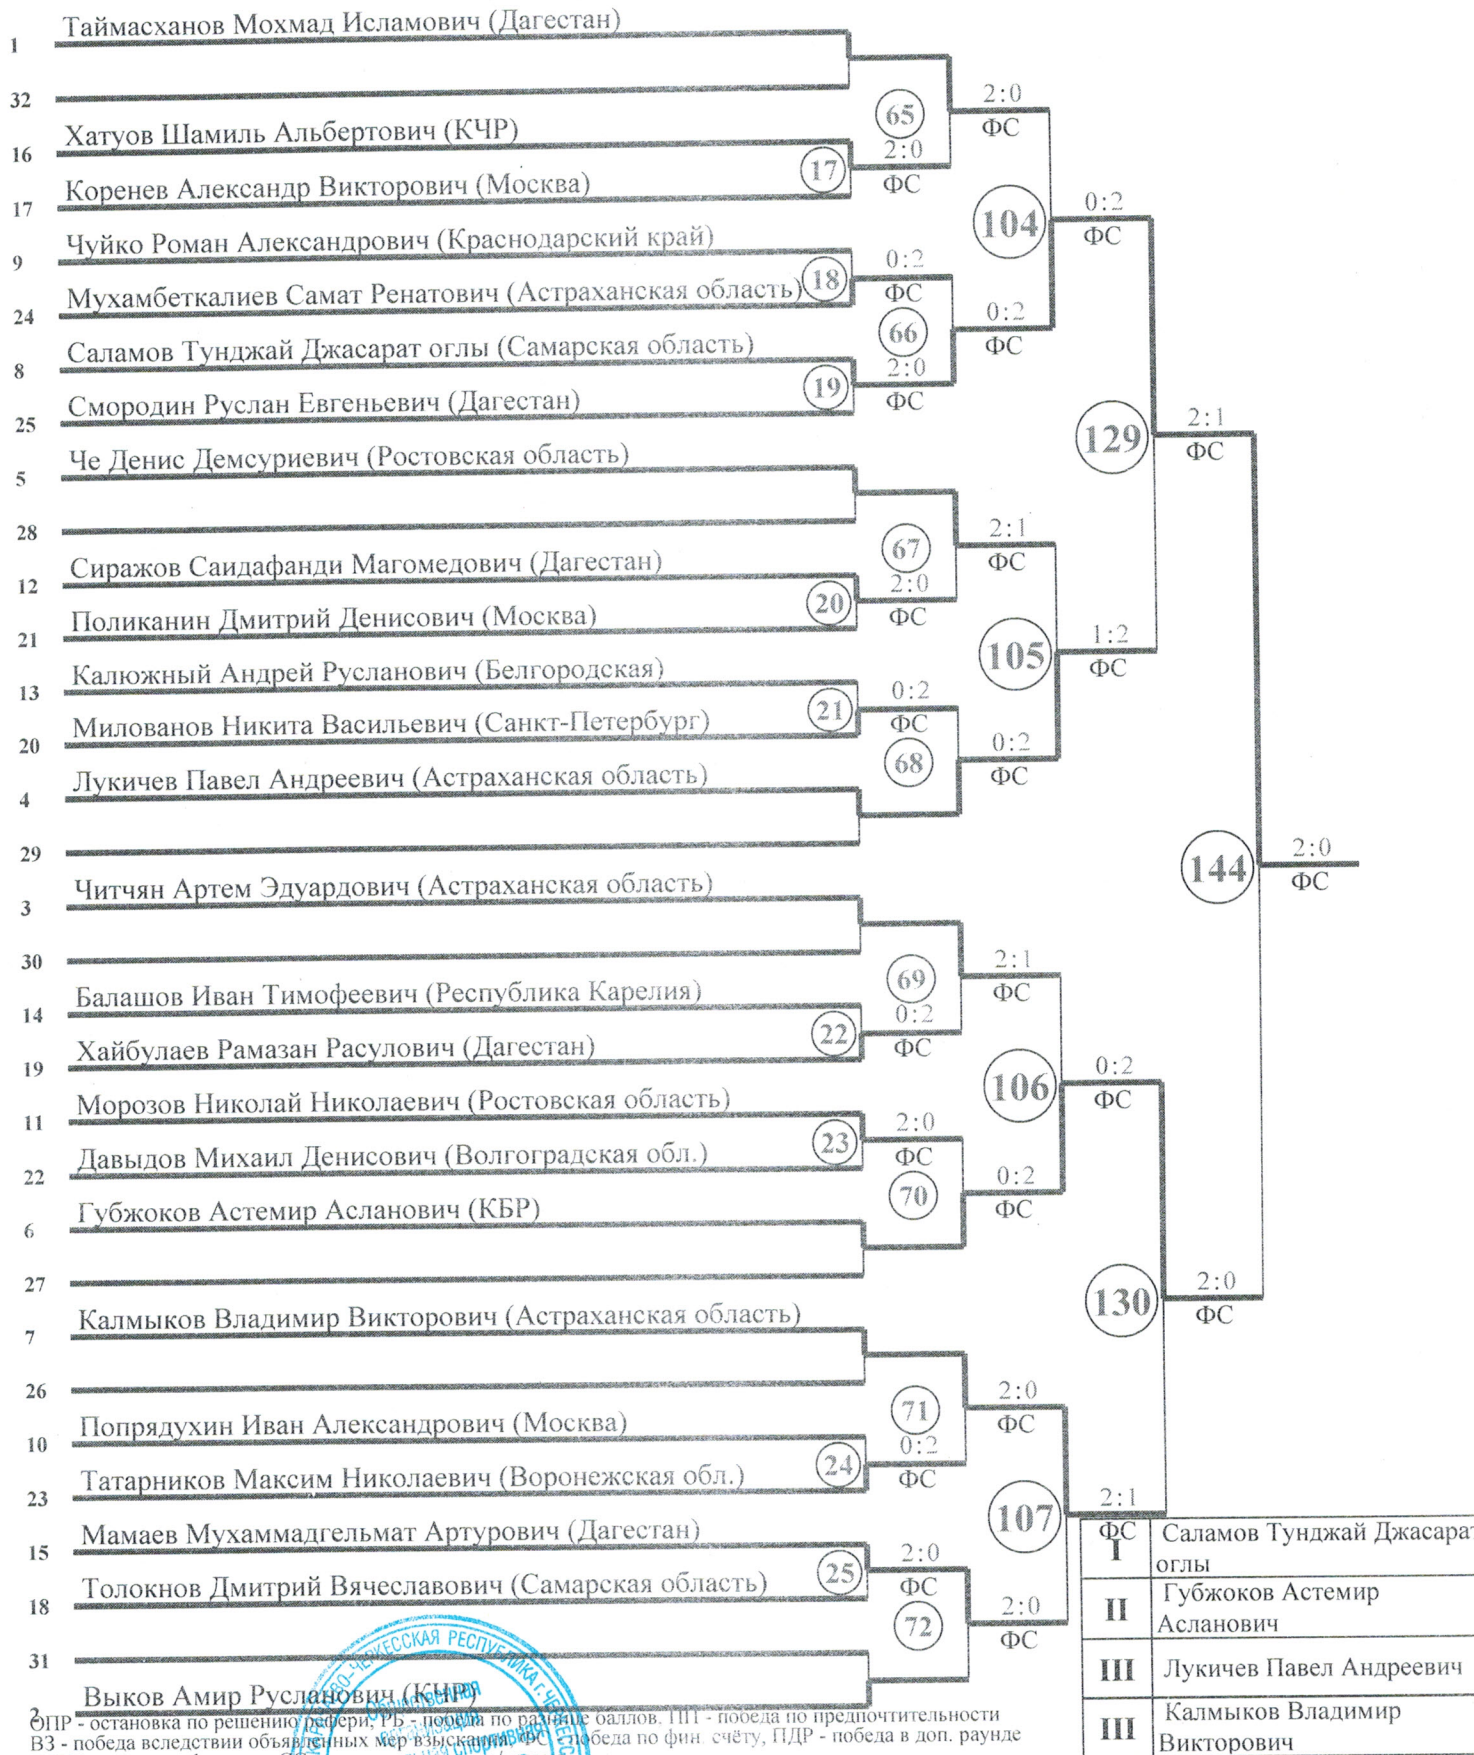 1 Таймасханов Мохмад Исламович (Дагестан)
32
16 Хатуов Шамиль Альбертович (КЧР)
17 Коренев Александр Викторович (Москва)
9 Чуйко Роман Александрович (Краснодарский край)
24 Мухамбеткалиев Самат Ренатович (Астраханская область)
8 Саламов Тунджай Джасарат оглы (Самарская область)
25 Смородин Руслан Евгеньевич (Дагестан)
5 Че Денис Демсуриевич (Ростовская область)
28
12 Сиражов Саидафанди Магомедович (Дагестан)
21 Поликанин Дмитрий Денисович (Москва)
13 Калюжный Андрей Русланович (Белгородская)
20 Милованов Никита Васильевич (Санкт-Петербург)
4 Лукичев Павел Андреевич (Астраханская область)
29
3 Читчян Артем Эдуардович (Астраханская область)
30
14 Балашов Иван Тимофеевич (Республика Карелия)
19 Хайбулаев Рамазан Расулович (Дагестан)
11 Морозов Николай Николаевич (Ростовская область)
22 Давыдов Михаил Денисович (Волгоградская обл.)
6 Губжоков Астемир Асланович (КБР)
27
7 Калмыков Владимир Викторович (Астраханская область)
26
10 Попрядухин Иван Александрович (Москва)
23 Татарников Максим Николаевич (Воронежская обл.)
15 Мамаев Мухаммадгельмат Артурович (Дагестан)
18 Толокнов Дмитрий Вячеславович (Самарская область)
31
2 Выков Амир Русланович (КЧР)
17 2:0 ФС
18 0:2 ФС
19 2:0 ФС
20 2:0 ФС
21 0:2 ФС
22 0:2 ФС
23 2:0 ФС
24 0:2 ФС
25 2:0 ФС
65 2:0 ФС
66 0:2 ФС
67 2:1 ФС
68 0:2 ФС
69 2:1 ФС
70 0:2 ФС
71 2:0 ФС
72 2:0 ФС
104 0:2 ФС
105 1:2 ФС
106 0:2 ФС
107 2:1 ФС
129 2:1 ФС
130 2:0 ФС
144 2:0 ФС
I Саламов Тунджай Джасарат
оглы
II Губжоков Астемир
Асланович
III Лукичев Павел Андреевич
III Калмыков Владимир
Викторович
ОПР - остановка по решению рефери, РБ - победа по разнице баллов, ПП - победа по предпочтительности
ВЗ - победа вследствии объявленных мер взыскания, ФС - победа по фин. счёту, ПДР - победа в доп. раунде
ЧЕРКЕССКАЯ РЕСПУБЛИКА Г. ЧЕРКЕСС
Общественная
организация
спортивная